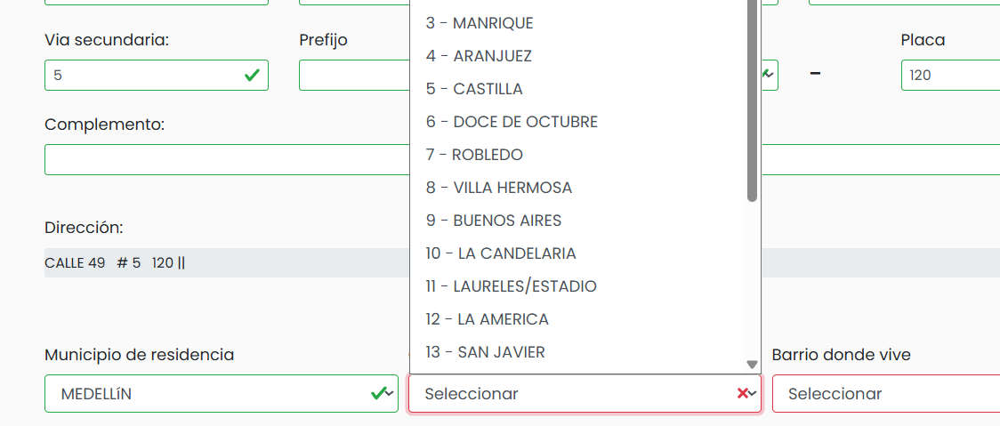 3 - MANRIQUE
Via secundaria:
Prefijo
Placa
4 - ARANJUEZ
5
120
5 - CASTILLA
Complemento:
6 - DOCE DE OCTUBRE
7 - ROBLEDO
8 - VILLA HERMOSA
Dirección:
9 - BUENOS AIRES
10 - LA CANDELARIA
CALLE 49 # 5 120 ||
11 - LAURELES/ESTADIO
12 - LA AMERICA
13 - SAN JAVIER
Municipio de residencia
Barrio donde vive
MEDELLíN
Seleccionar
Seleccionar